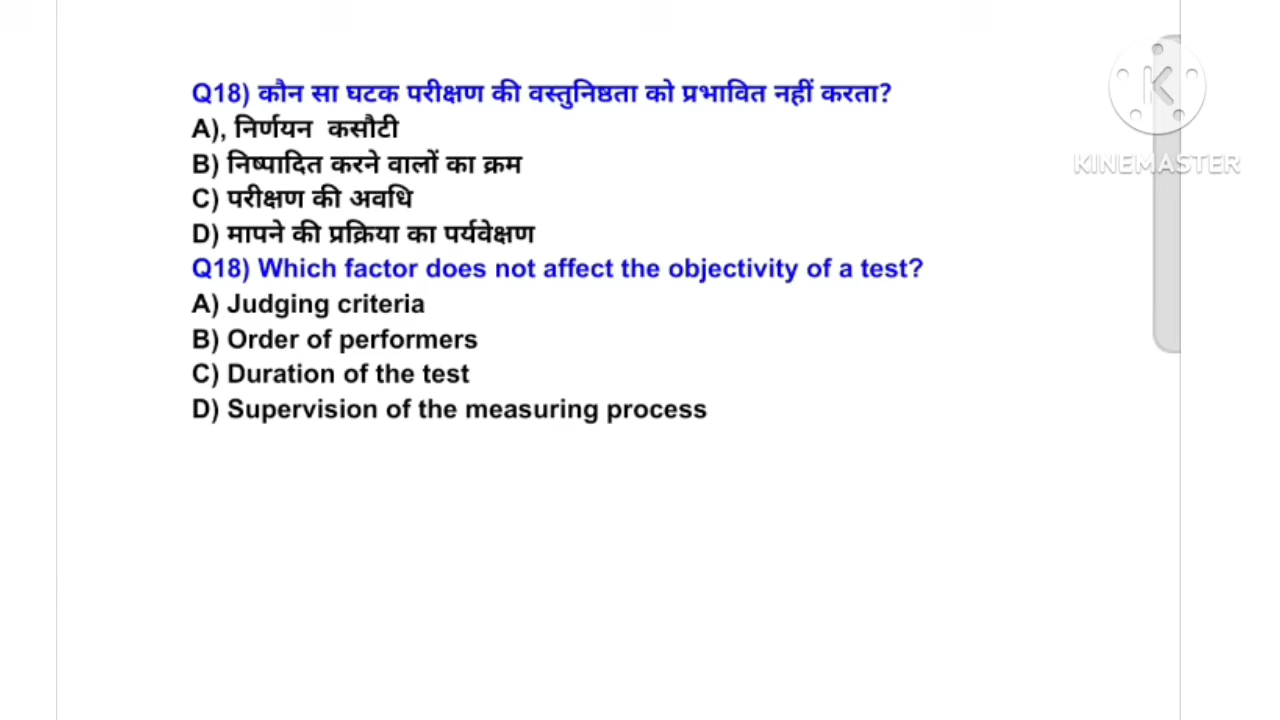 Q18) कौन सा घटक परीक्षण की वस्तुनिष्ठता को प्रभावित नहीं करता?
A), निर्णयन कसौटी
B) निष्पादित करने वालों का क्रम
C) परीक्षण की अवधि
D) मापने की प्रक्रिया का पर्यवेक्षण
Q18) Which factor does not affect the objectivity of a test?
A) Judging criteria
B) Order of performers
C) Duration of the test
D) Supervision of the measuring process
K
KINEMASTER